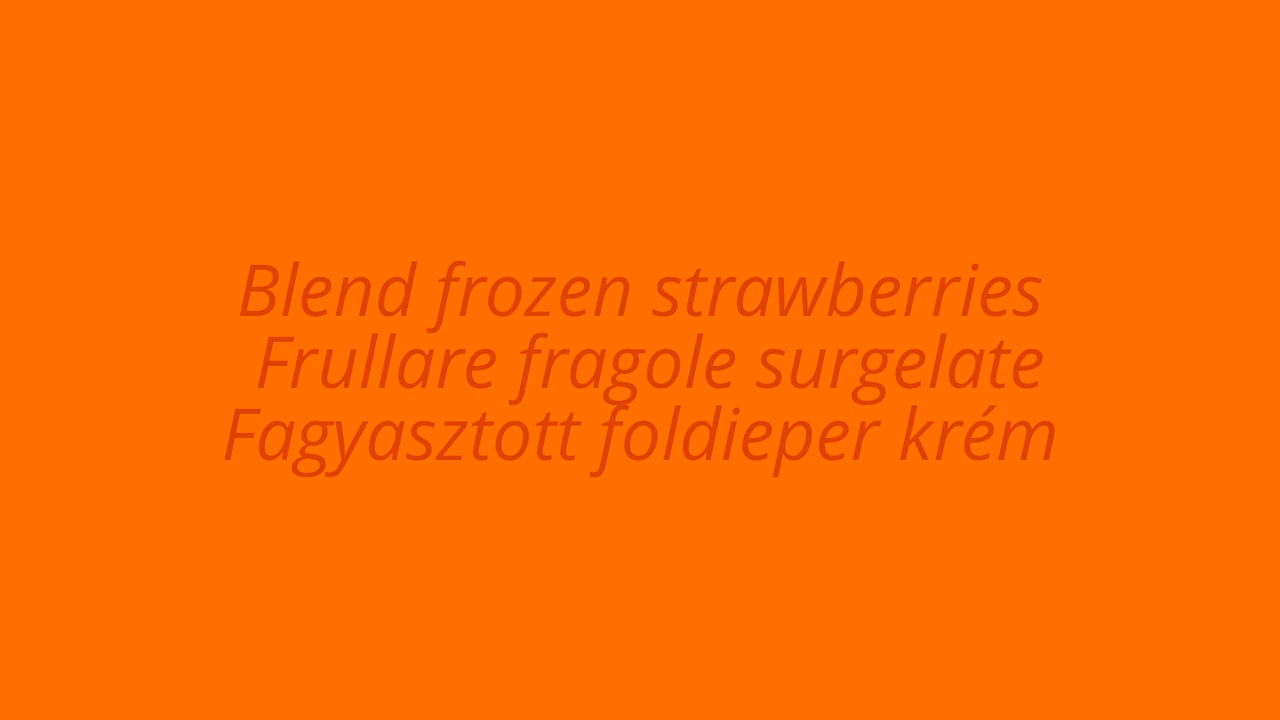 Blend frozen strawberries
Frullare fragole surgelate
Fagyasztott foldieper krém